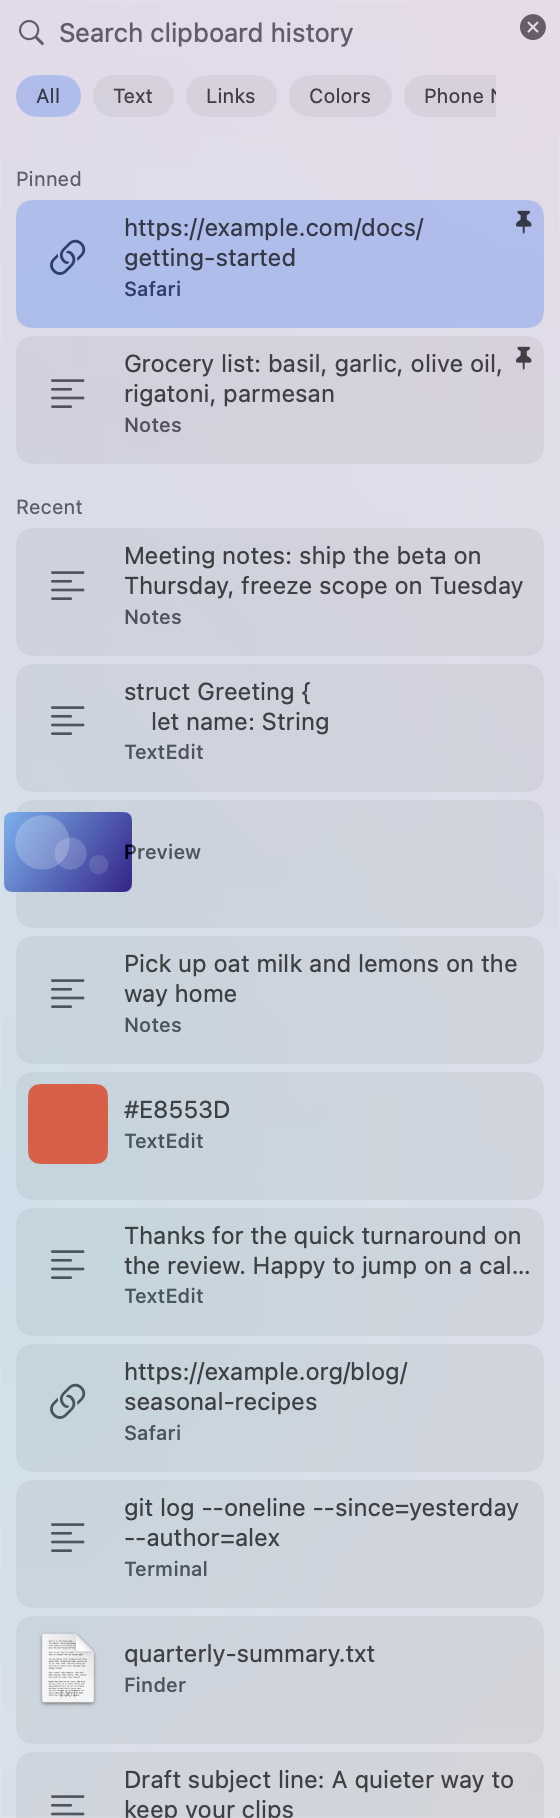 Search clipboard history
All Text Links Colors Phone
Pinned
https://example.com/docs/
getting-started
Safari
Grocery list: basil, garlic, olive oil,
rigatoni, parmesan
Notes
Recent
Meeting notes: ship the beta on
Thursday, freeze scope on Tuesday
Notes
struct Greeting {
    let name: String
TextEdit
Preview
Pick up oat milk and lemons on the
way home
Notes
#E8553D
TextEdit
Thanks for the quick turnaround on
the review. Happy to jump on a cal...
TextEdit
https://example.org/blog/
seasonal-recipes
Safari
git log --oneline --since=yesterday
--author=alex
Terminal
quarterly-summary.txt
Finder
Draft subject line: A quieter way to
keep your clips